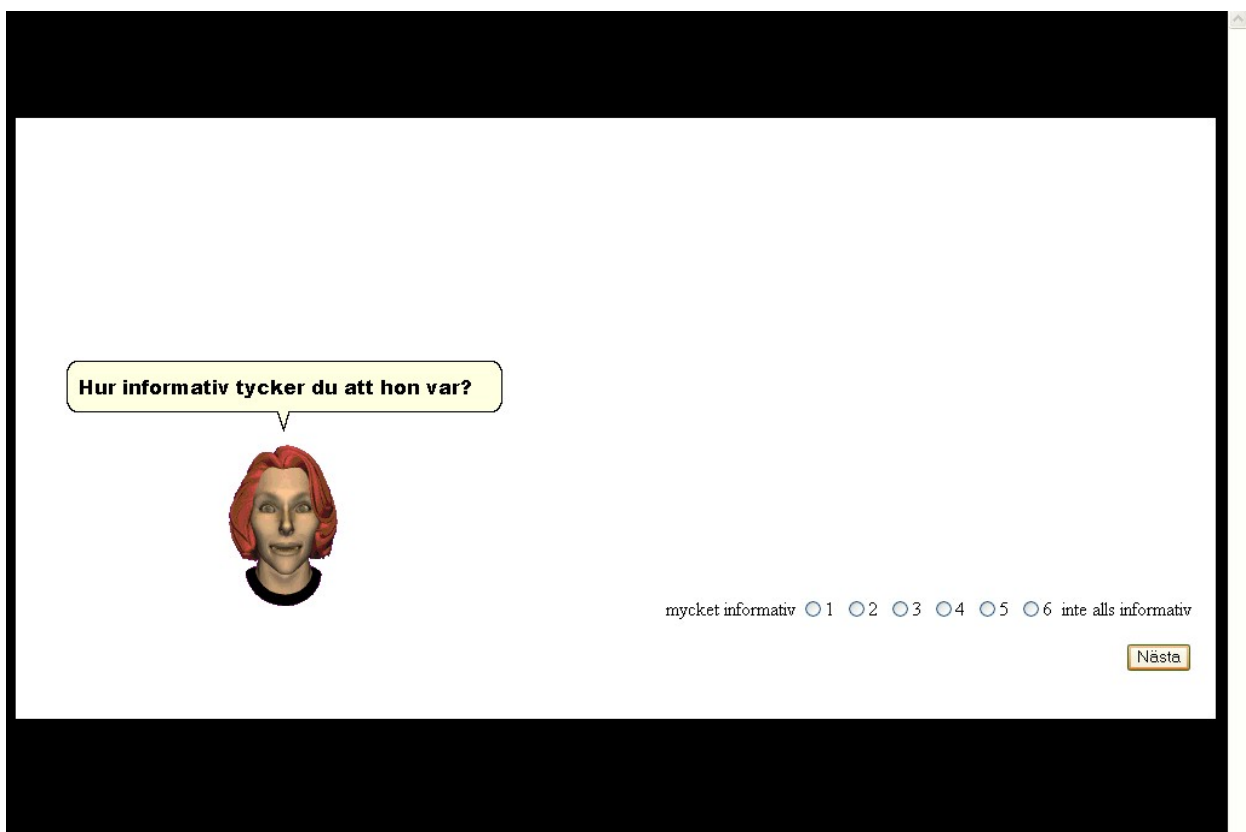 Hur informativ tycker du att hon var?
mycket informativ 1 2 3 4 5 6 inte alls informativ
Nästa